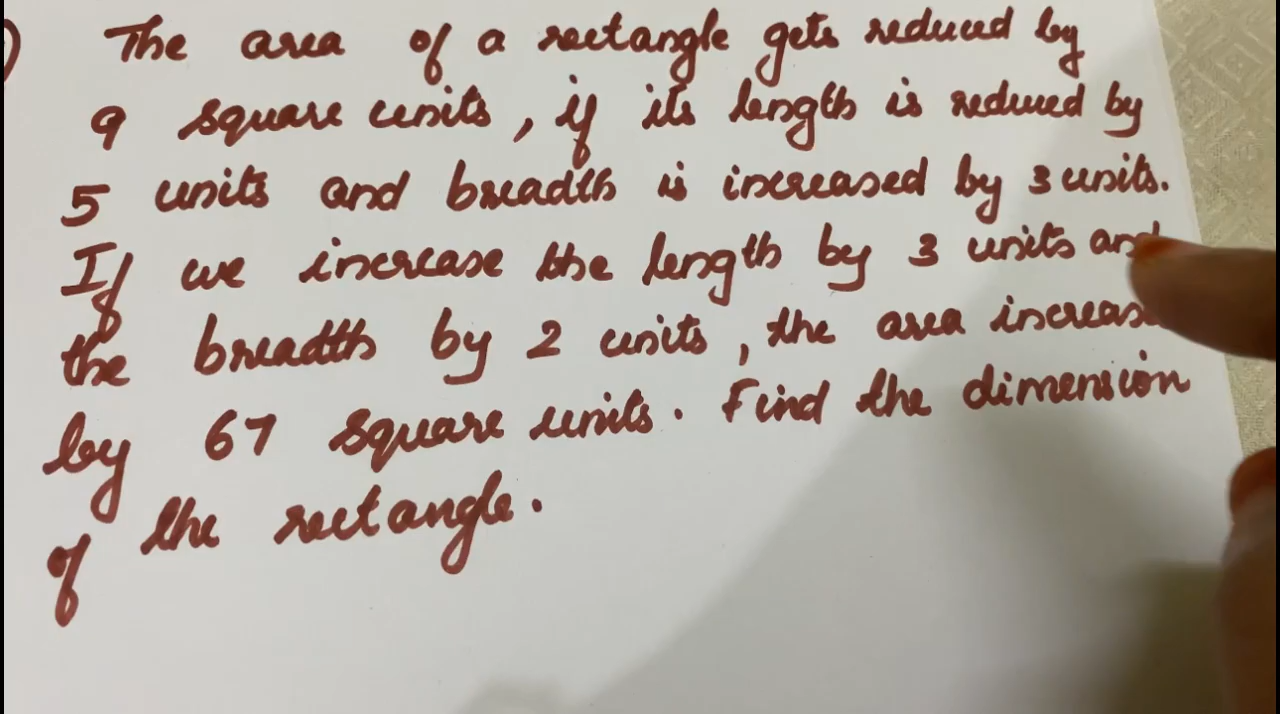 The area of a rectangle gets reduced by
9 square units, if its length is reduced by
5 units and breadth is increased by 3 units.
If we increase the length by 3 units and
the breadth by 2 units, the area increas
by 67 square units. Find the dimension
of the rectangle.